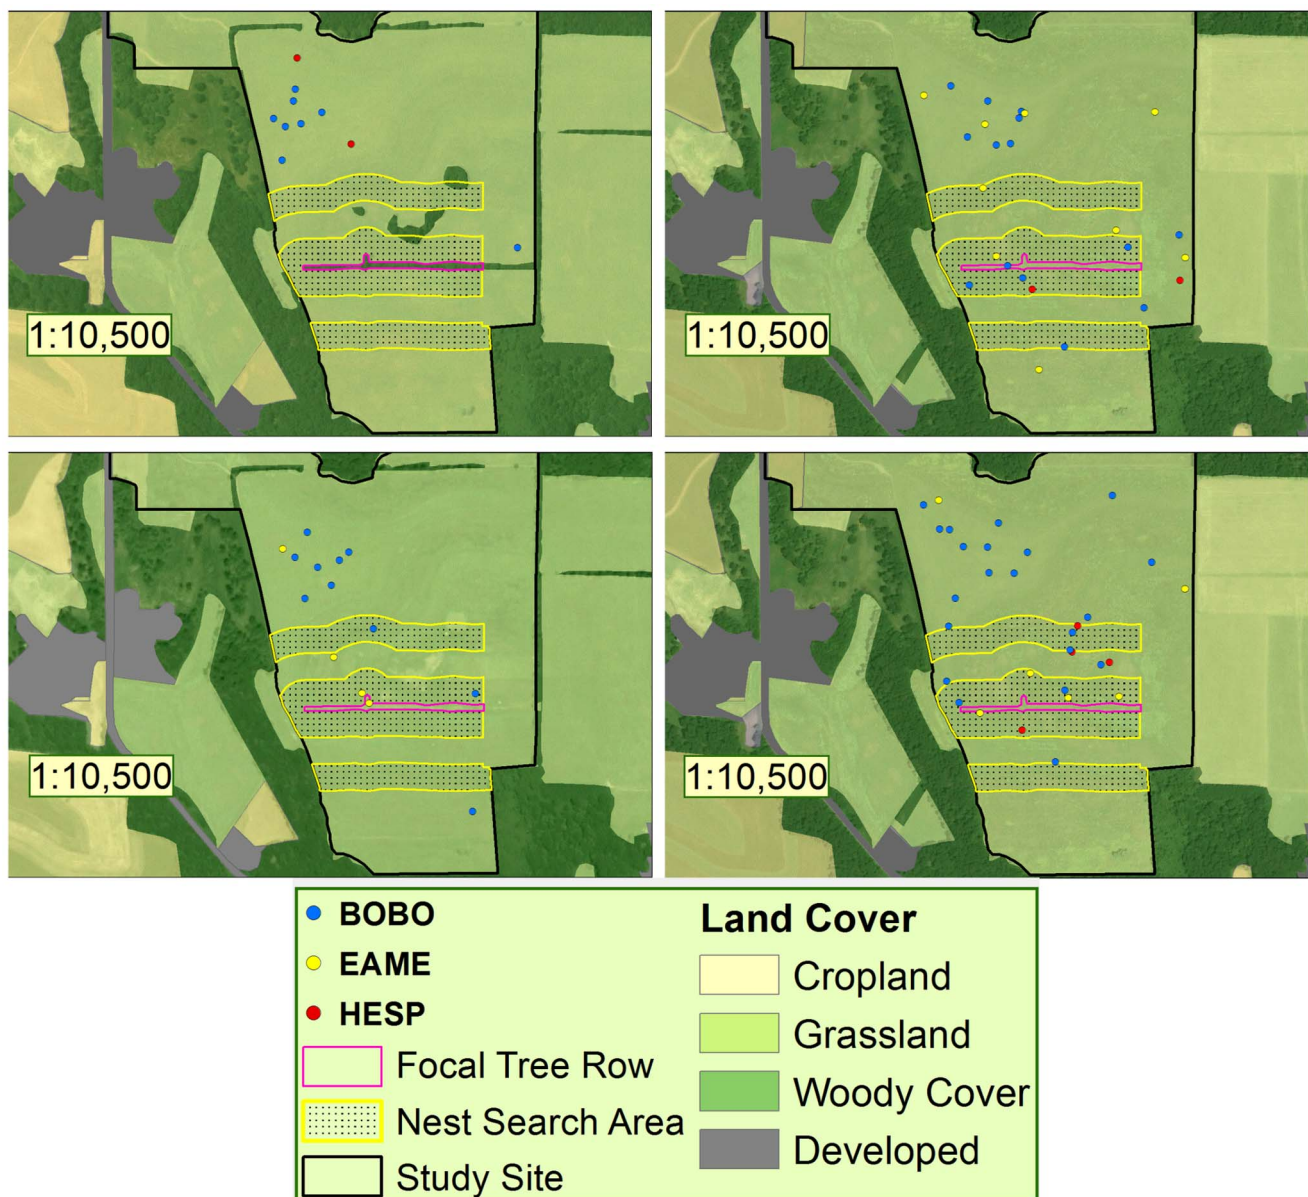 1:10,500
1:10,500
1:10,500
1:10,500
BOBO
EAME
HESP
Focal Tree Row
Nest Search Area
Study Site
Land Cover
Cropland
Grassland
Woody Cover
Developed